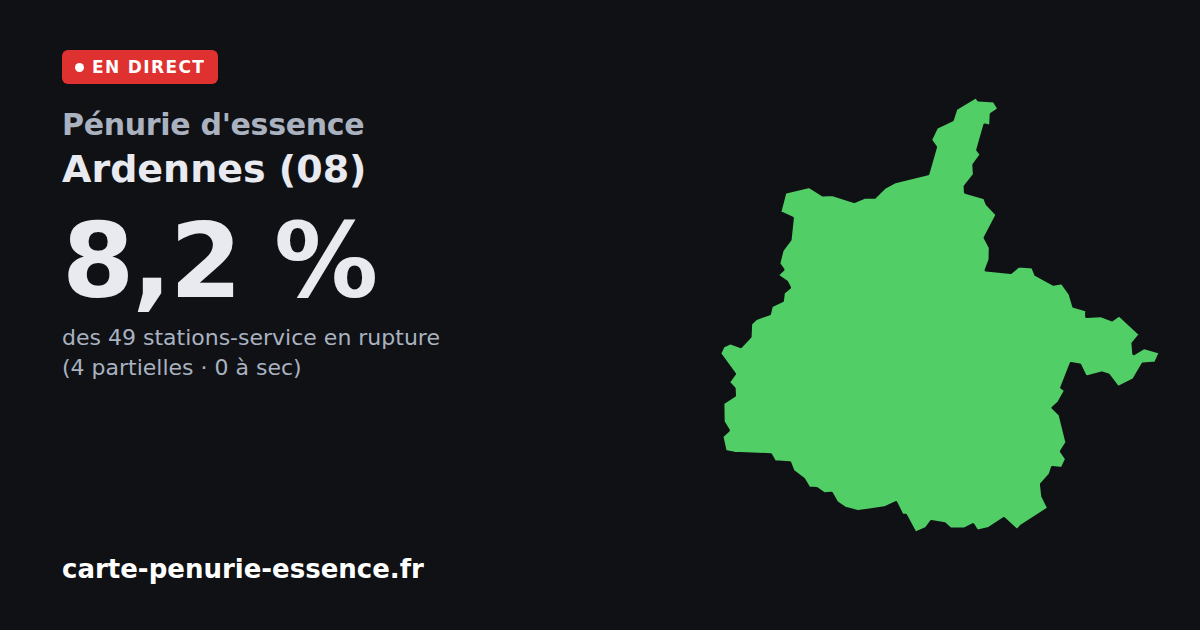 EN DIRECT
Pénurie d'essence
Ardennes (08)
8,2 %
des 49 stations-service en rupture
(4 partielles · 0 à sec)
carte-penurie-essence.fr